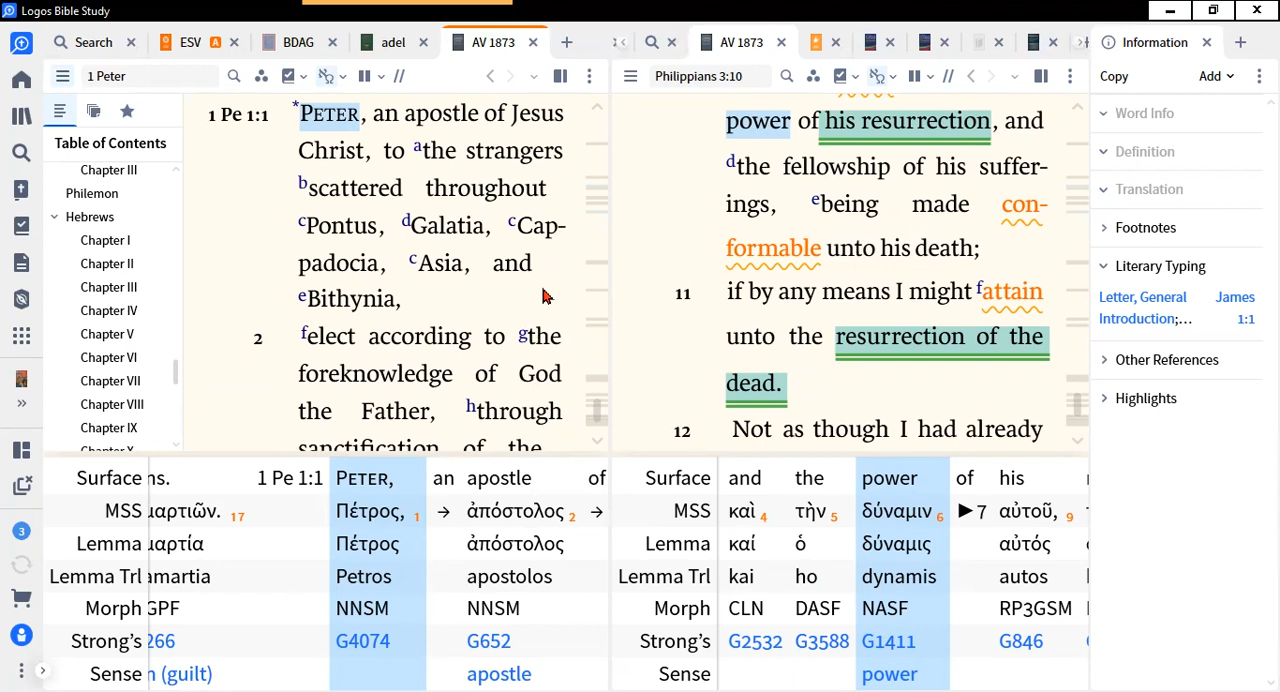 Logos Bible Study
Search
ESV A
BDAG
adel
AV 1873
AV 1873
Information
1 Peter
Philippians 3:10
Copy
Add
Table of Contents
Chapter III
Philemon
Hebrews
Chapter I
Chapter II
Chapter III
Chapter IV
Chapter V
Chapter VI
Chapter VII
Chapter VIII
Chapter IX
1 Pe 1:1 *PETER, an apostle of Jesus
Christ, to athe strangers
bscattered throughout
cPontus, dGalatia, cCap-
padocia, cAsia, and
eBithynia,
2 felect according to gthe
foreknowledge of God
the Father, hthrough
sanctification of the
power of his resurrection, and
dthe fellowship of his suffer-
ings, ebeing made con-
formable unto his death;
11 if by any means I might fattain
unto the resurrection of the
dead.
12 Not as though I had already
Word Info
Definition
Translation
Footnotes
Literary Typing
Letter, General James
Introduction;… 1:1
Other References
Highlights
Surface ns. 1 Pe 1:1 PETER, an apostle of
MSS μαρτιῶν. 17 Πέτρος, 1 → ἀπόστολος 2 →
Lemma μαρτία Πέτρος ἀπόστολος
Lemma Trl amartia Petros apostolos
Morph GPF NNSM NNSM
Strong's 266 G4074 G652
Sense n (guilt) apostle
Surface and the power of his
MSS καὶ 4 τὴν 5 δύναμιν 6 ▶7 αὐτοῦ, 9
Lemma καί ὁ δύναμις αὐτός
Lemma Trl kai ho dynamis autos
Morph CLN DASF NASF RP3GSM
Strong's G2532 G3588 G1411 G846
Sense power
3